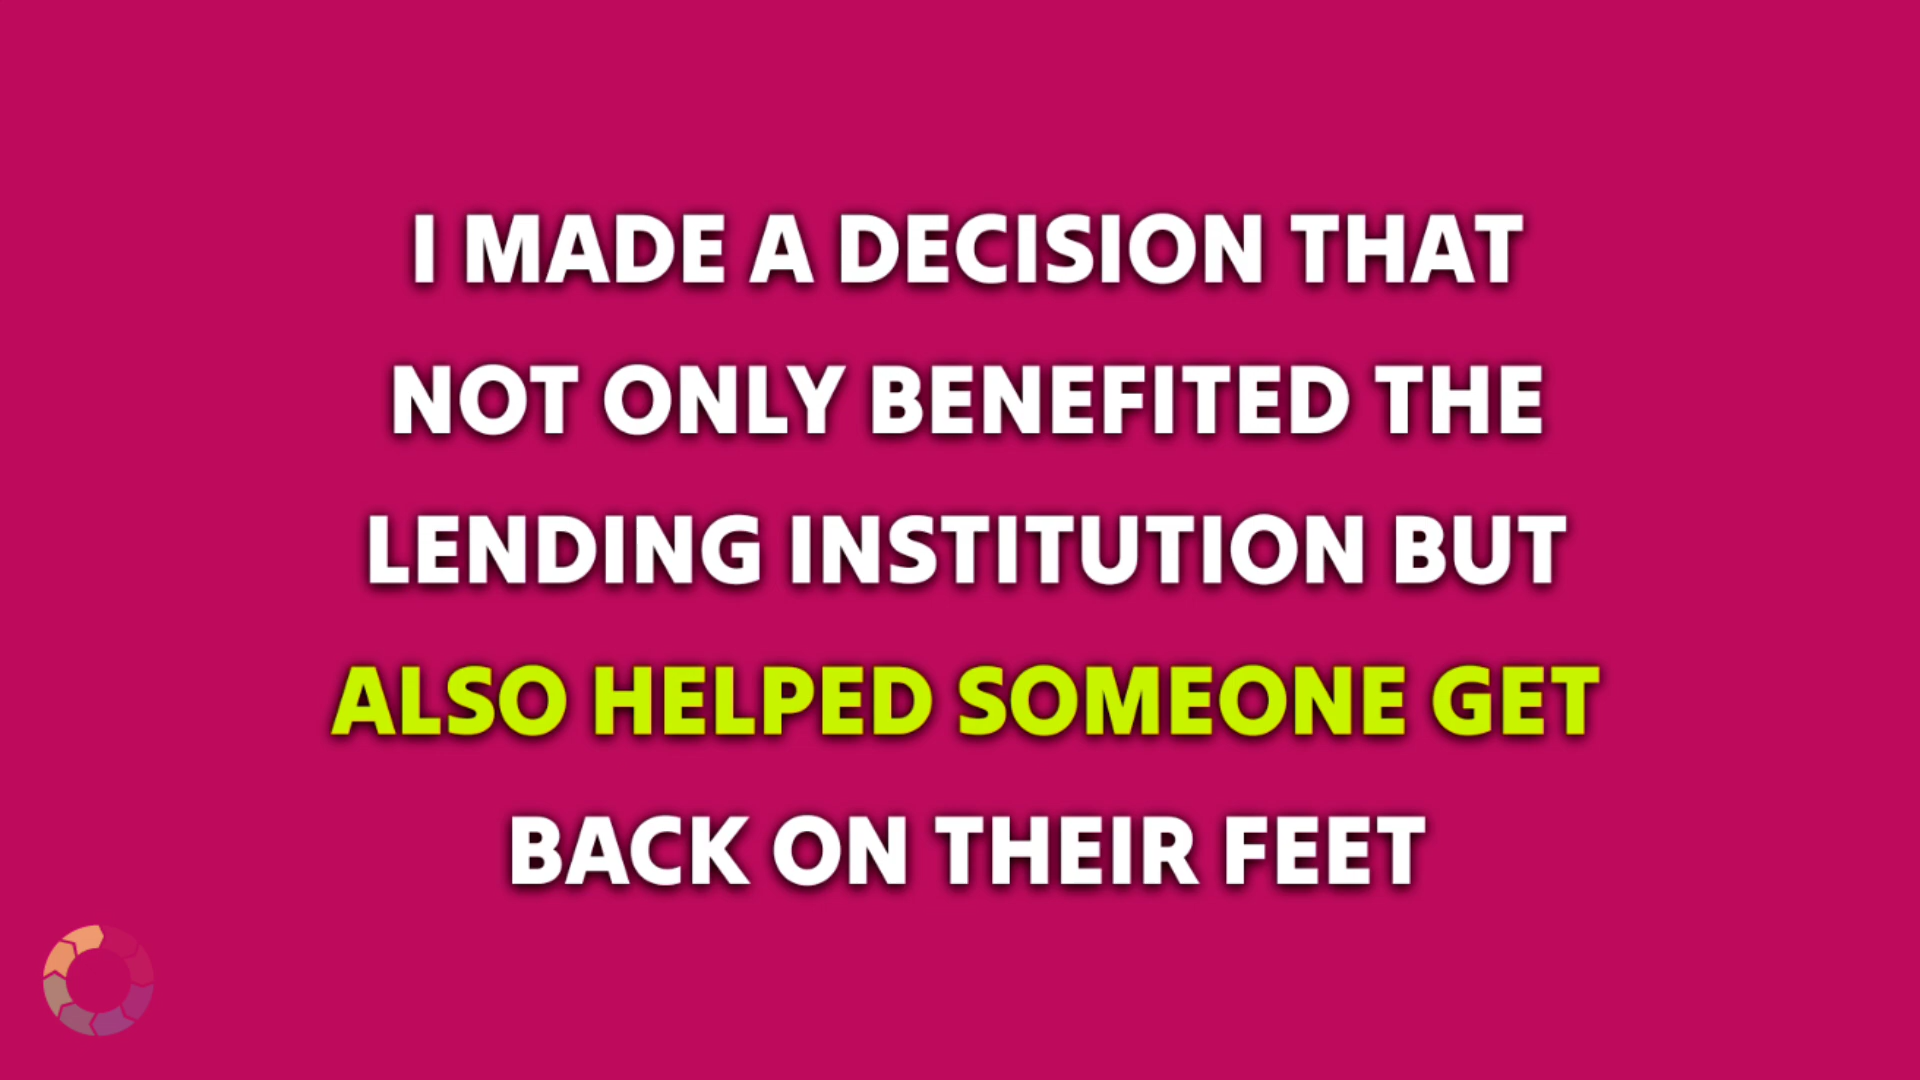 I MADE A DECISION THAT
NOT ONLY BENEFITED THE
LENDING INSTITUTION BUT
ALSO HELPED SOMEONE GET
BACK ON THEIR FEET